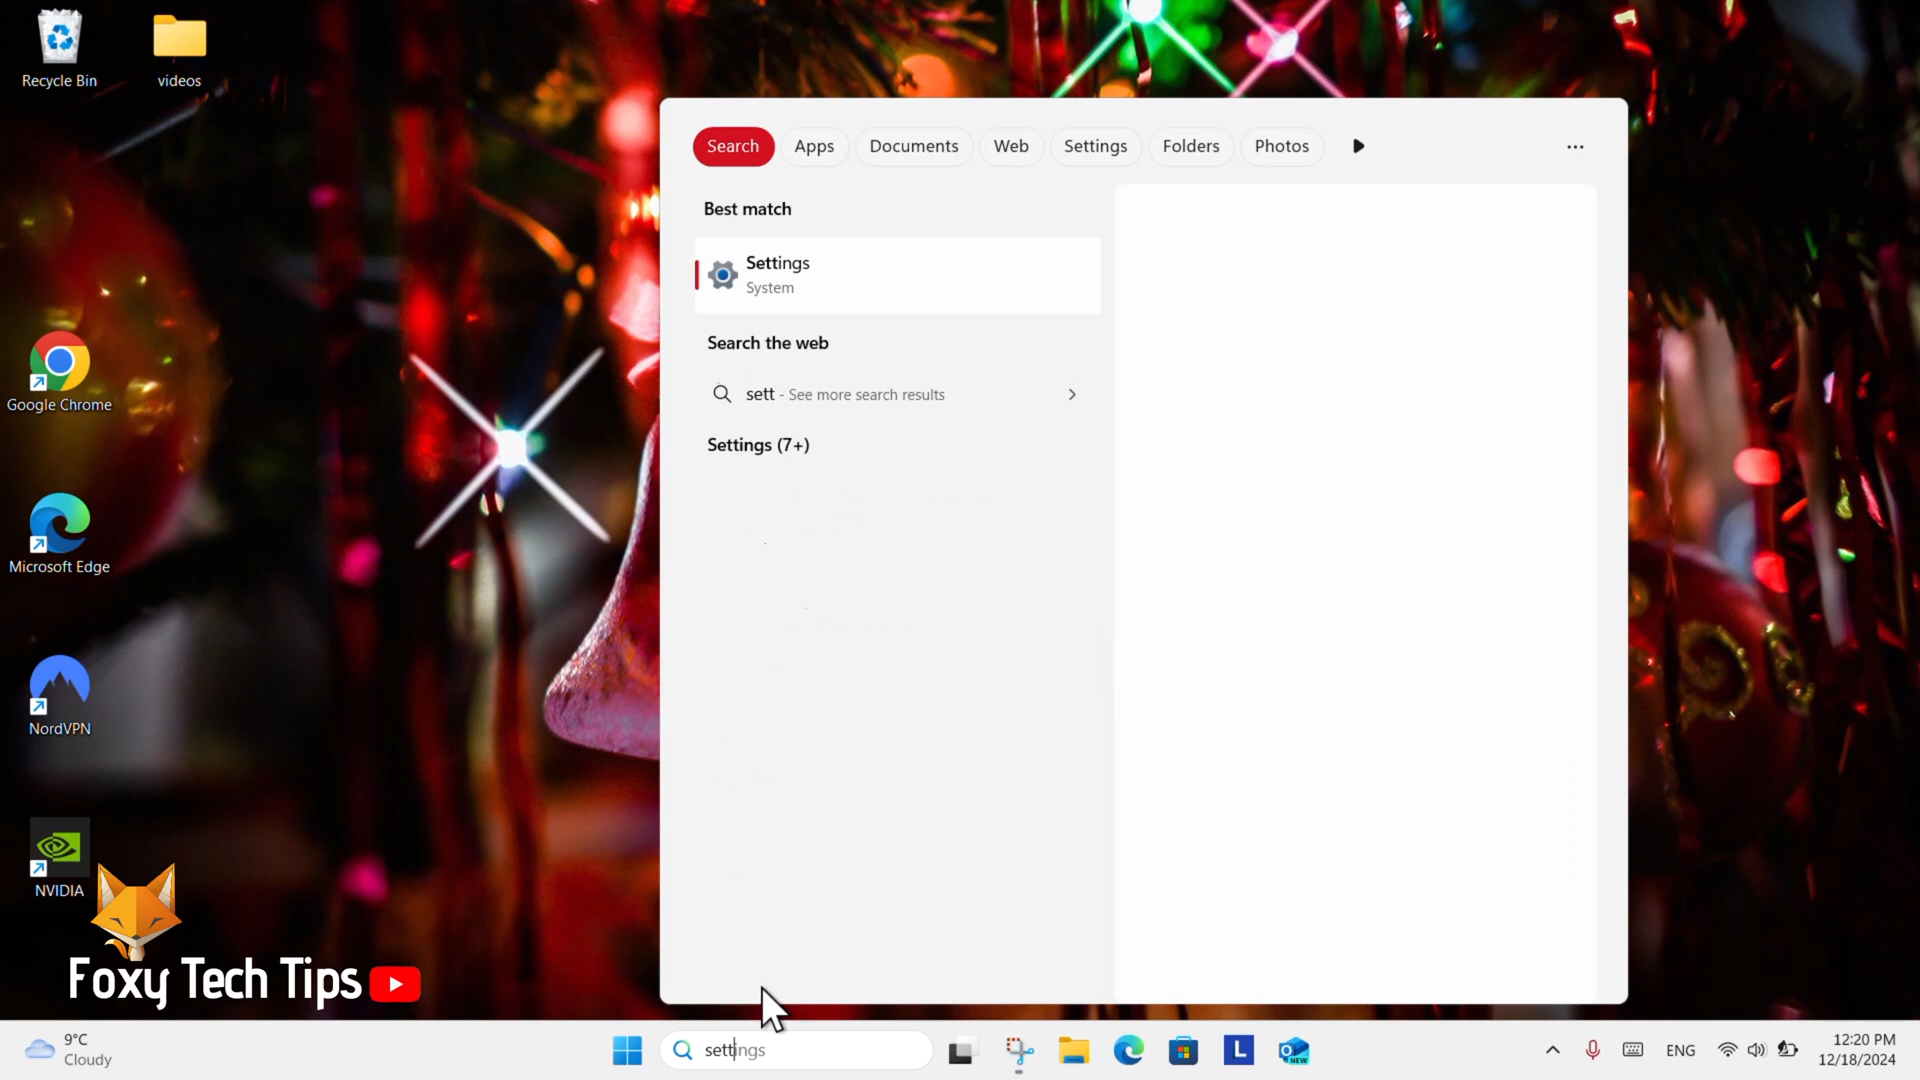 Recycle Bin
videos
Search
Apps
Documents
Web
Settings
Folders
Photos
Best match
Settings
System
Search the web
sett - See more search results
Settings (7+)
Google Chrome
Microsoft Edge
NordVPN
NVIDIA
Foxy Tech Tips
9°C
Cloudy
settings
L
NEW
ENG
12:20 PM
12/18/2024